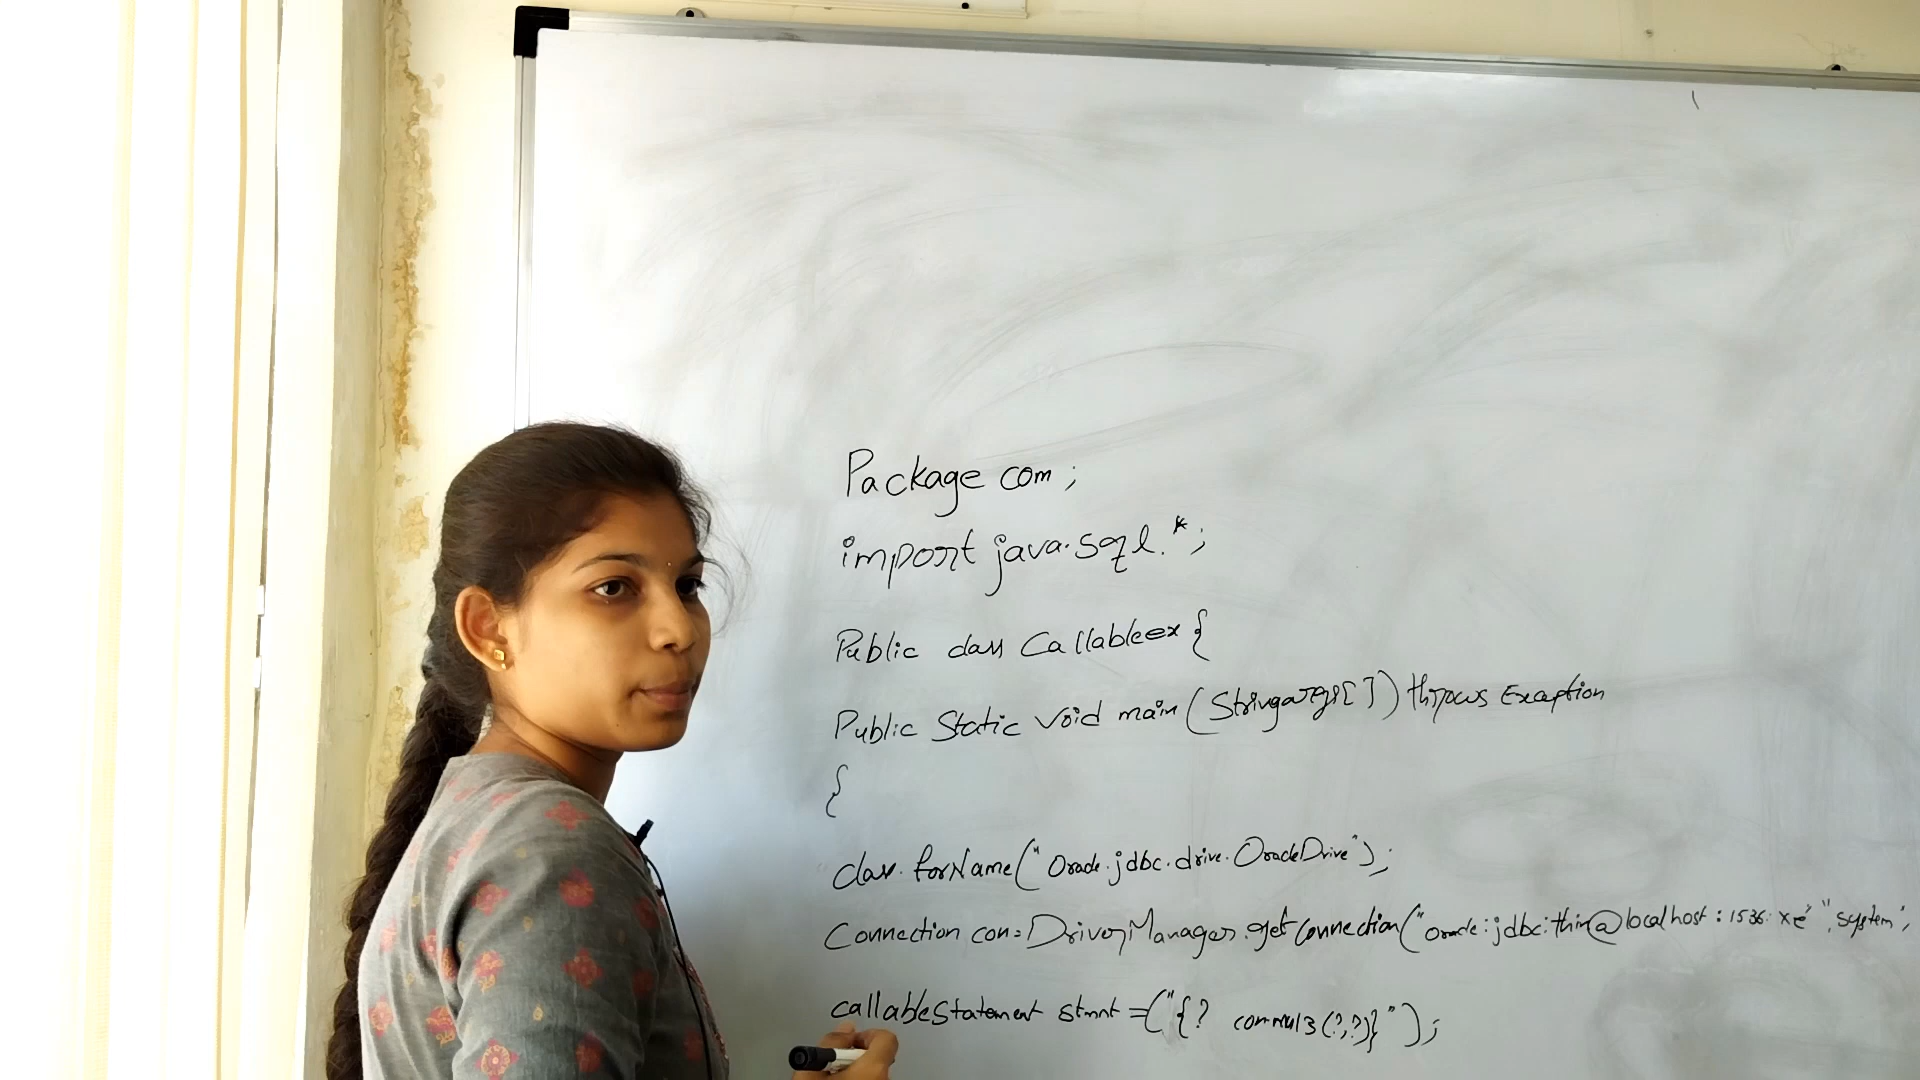 Package com ;
import java.sql.*;
Public class Callableex {
Public Static void main (String args[ ]) throws Exception
{
class.forName("Oracle.jdbc.drive.OracleDrive");
Connection con=DriverManager.getConnection("oracle:jdbc:thin@localhost:1536:xe","system",
callableStatement stmnt =("{?  (?,?)}");